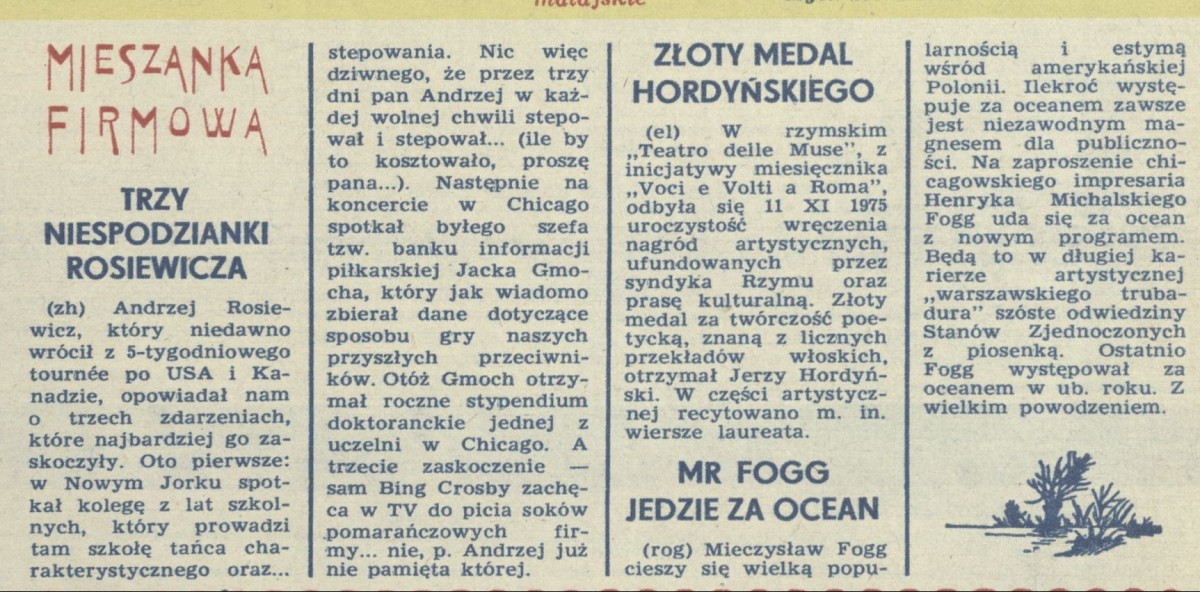 malajskie
MIESZANKA
FIRMOWA
TRZY
NIESPODZIANKI
ROSIEWICZA
(zh) Andrzej Rosie-
wicz, który niedawno
wrócił z 5-tygodniowego
tournée po USA i Ka-
nadzie, opowiadał nam
o trzech zdarzeniach,
które najbardziej go za-
skoczyły. Oto pierwsze:
w Nowym Jorku spot-
kał kolegę z lat szkol-
nych, który prowadzi
tam szkołę tańca cha-
rakterystycznego oraz...
stepowania. Nic więc
dziwnego, że przez trzy
dni pan Andrzej w każ-
dej wolnej chwili stepo-
wał i stepował... (ile by
to kosztowało, proszę
pana...). Następnie na
koncercie w Chicago
spotkał byłego szefa
tzw. banku informacji
piłkarskiej Jacka Gmo-
cha, który jak wiadomo
zbierał dane dotyczące
sposobu gry naszych
przyszłych przeciwni-
ków. Otóż Gmoch otrzy-
mał roczne stypendium
doktoranckie jednej z
uczelni w Chicago. A
trzecie zaskoczenie —
sam Bing Crosby zachę-
ca w TV do picia soków
pomarańczowych fir-
my... nie, p. Andrzej już
nie pamięta której.
ZŁOTY MEDAL
HORDYŃSKIEGO
(el) W rzymskim
„Teatro delle Muse”, z
inicjatywy miesięcznika
„Voci e Volti a Roma”,
odbyła się 11 XI 1975
uroczystość wręczenia
nagród artystycznych,
ufundowanych przez
syndyka Rzymu oraz
prasę kulturalną. Złoty
medal za twórczość poe-
tycką, znaną z licznych
przekładów włoskich,
otrzymał Jerzy Hordyń-
ski. W części artystycz-
nej recytowano m. in.
wiersze laureata.
MR FOGG
JEDZIE ZA OCEAN
(rog) Mieczysław Fogg
cieszy się wielką popu-
larnością i estymą
wśród amerykańskiej
Polonii. Ilekroć wystę-
puje za oceanem zawsze
jest niezawodnym ma-
gnesem dla publiczno-
ści. Na zaproszenie chi-
cagowskiego impresaria
Henryka Michalskiego
Fogg uda się za ocean
z nowym programem.
Będą to w długiej ka-
rierze artystycznej
„warszawskiego truba-
dura” szóste odwiedziny
Stanów Zjednoczonych
z piosenką. Ostatnio
Fogg występował za
oceanem w ub. roku. Z
wielkim powodzeniem.